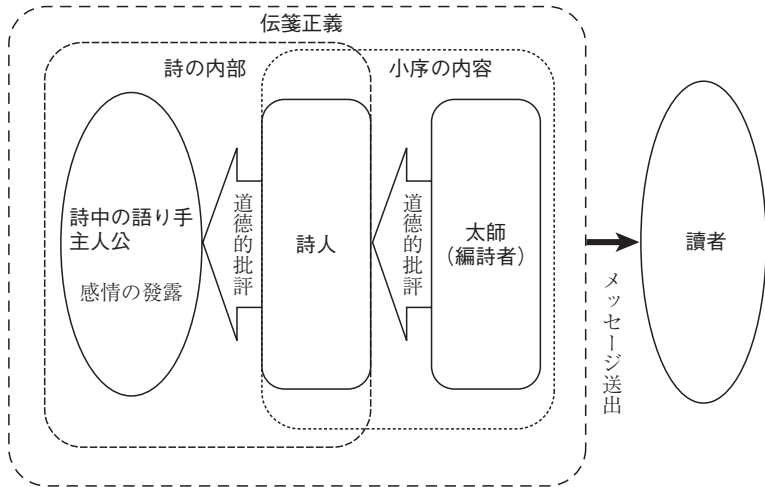 伝箋正義
詩の内部
小序の内容
詩中の語り手
主人公
感情の發露
道德的批評
詩人
道德的批評
太師
（編詩者）
メッセージ送出
讀者